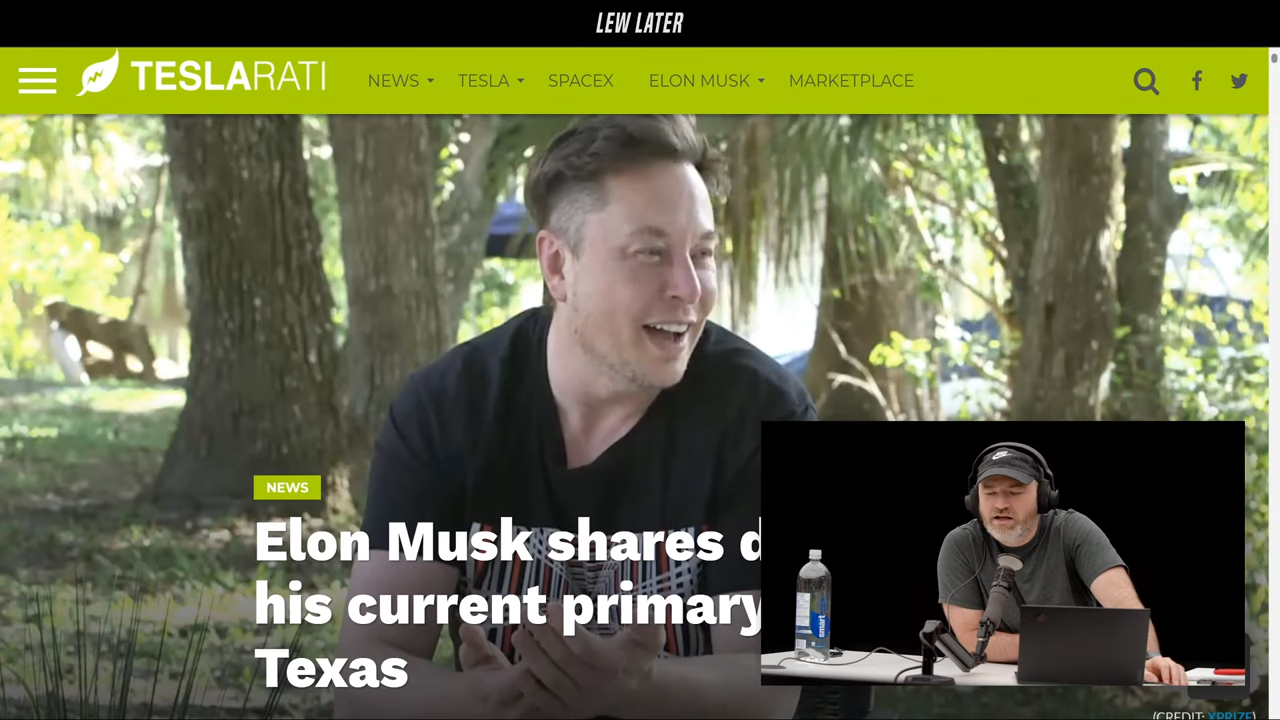 LEW LATER
TESLARATI
NEWS
TESLA
SPACEX
ELON MUSK
MARKETPLACE
NEWS
Elon Musk shares d
his current primary
Texas
smart
(CREDIT: XPRIZE)